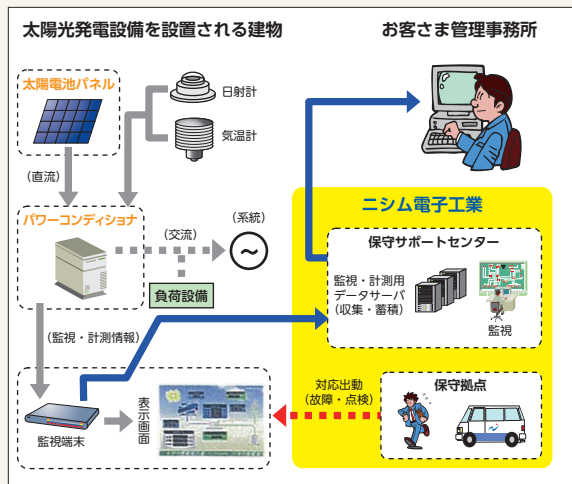 太陽光発電設備を設置される建物
お客さま管理事務所
太陽電池パネル
日射計
気温計
(直流)
パワーコンディショナ
(交流)
(系統)
~
負荷設備
(監視・計測情報)
監視端末
表示画面
ニシム電子工業
保守サポートセンター
監視・計測用
データサーバ
(収集・蓄積)
監視
対応出動
(故障・点検)
保守拠点